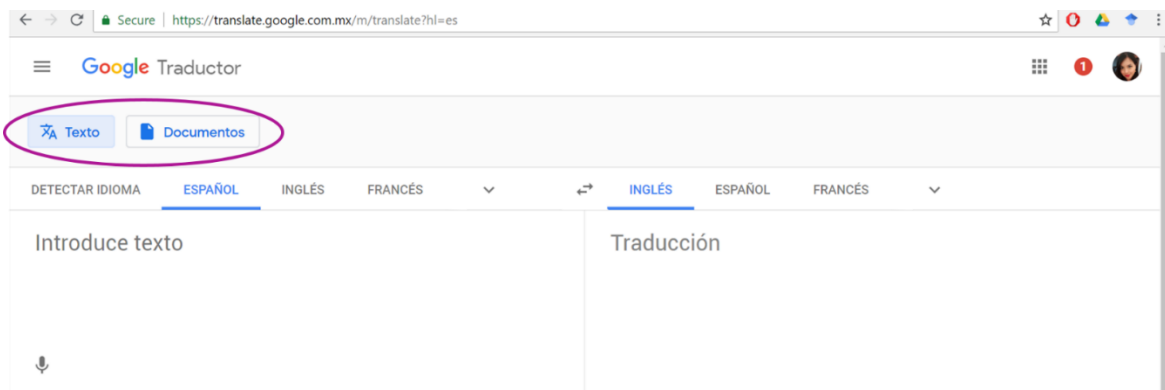 Secure | https://translate.google.com.mx/m/translate?hl=es
Google Traductor
1
Texto Documentos
DETECTAR IDIOMA ESPAÑOL INGLÉS FRANCÉS INGLÉS ESPAÑOL FRANCÉS
Introduce texto Traducción